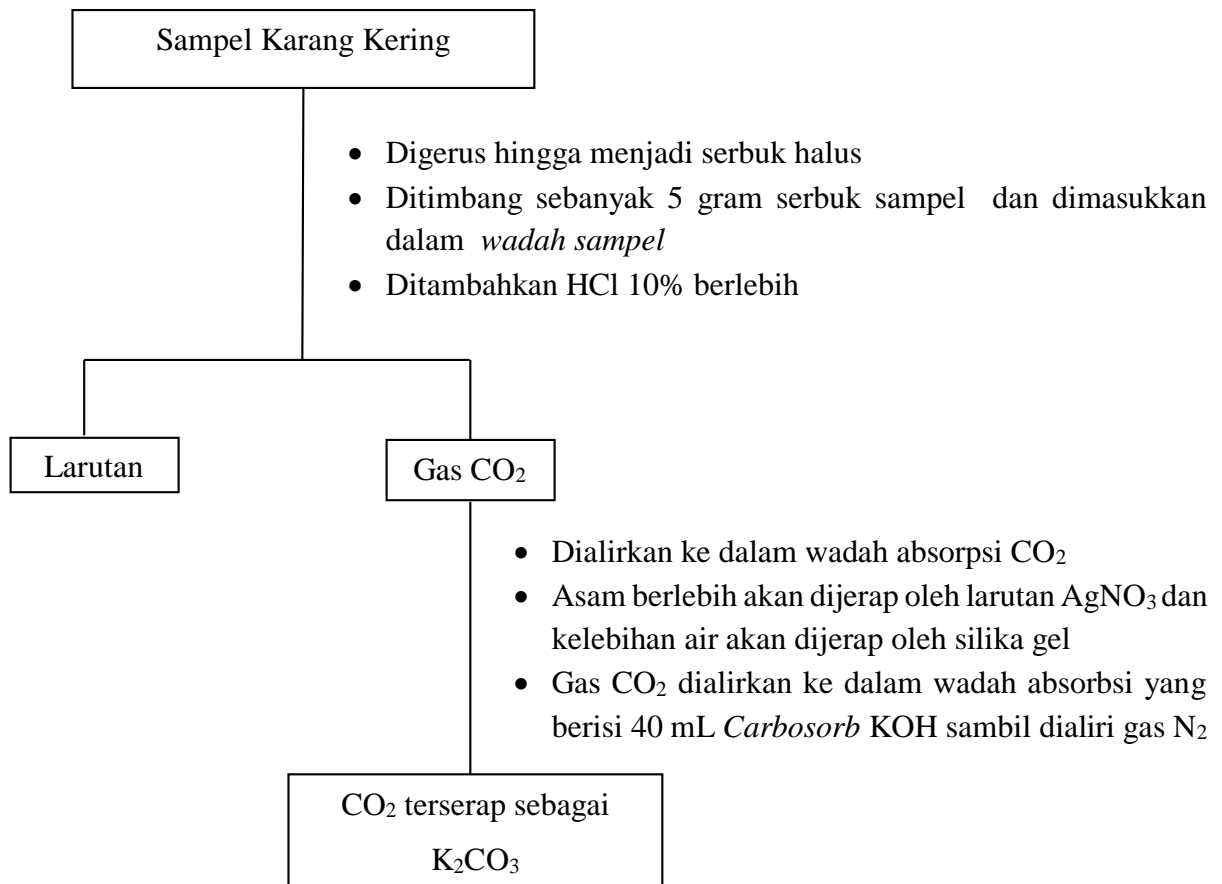 Sampel Karang Kering
• Digerus hingga menjadi serbuk halus
• Ditimbang sebanyak 5 gram serbuk sampel dan dimasukkan
dalam wadah sampel
• Ditambahkan HCl 10% berlebih
Larutan
Gas CO₂
• Dialirkan ke dalam wadah absorpsi CO₂
• Asam berlebih akan dijerap oleh larutan AgNO₃ dan
kelebihan air akan dijerap oleh silika gel
• Gas CO₂ dialirkan ke dalam wadah absorbsi yang
berisi 40 mL Carbosorb KOH sambil dialiri gas N₂
CO₂ terserap sebagai
K₂CO₃